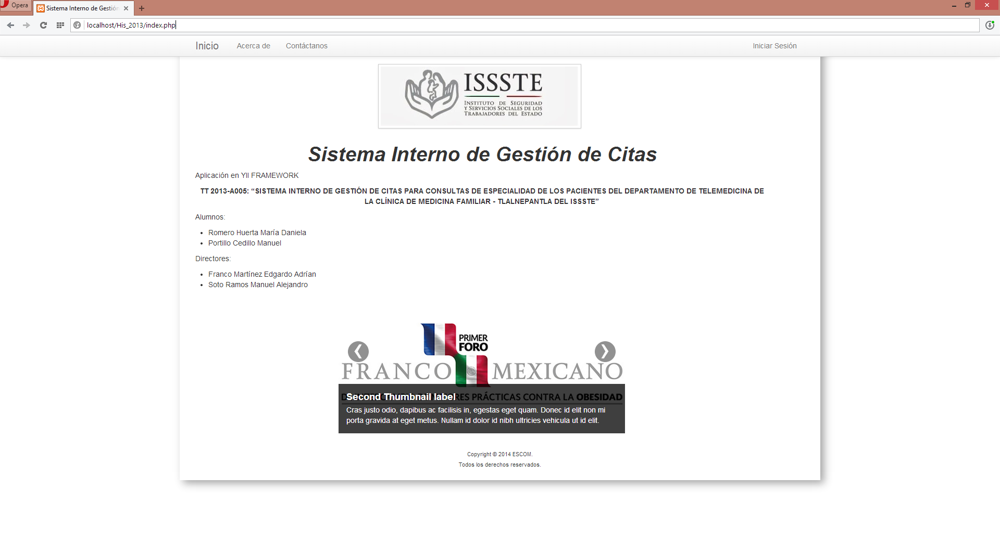 Opera
Sistema Interno de Gestión
localhost/His_2013/index.php
Inicio Acerca de Contáctanos Iniciar Sesión
ISSSTE
INSTITUTO DE SEGURIDAD
Y SERVICIOS SOCIALES DE LOS
TRABAJADORES DEL ESTADO
Sistema Interno de Gestión de Citas
Aplicación en YII FRAMEWORK
TT 2013-A005: “SISTEMA INTERNO DE GESTIÓN DE CITAS PARA CONSULTAS DE ESPECIALIDAD DE LOS PACIENTES DEL DEPARTAMENTO DE TELEMEDICINA DE
LA CLÍNICA DE MEDICINA FAMILIAR - TLALNEPANTLA DEL ISSSTE”
Alumnos:
• Romero Huerta María Daniela
• Portillo Cedillo Manuel
Directores:
• Franco Martínez Edgardo Adrían
• Soto Ramos Manuel Alejandro
PRIMER
FORO
FRANCO MEXICANO
PRÁCTICAS CONTRA LA OBESIDAD
Second Thumbnail label
Cras justo odio, dapibus ac facilisis in, egestas eget quam. Donec id elit non mi
porta gravida at eget metus. Nullam id dolor id nibh ultricies vehicula ut id elit.
Copyright © 2014 ESCOM.
Todos los derechos reservados.